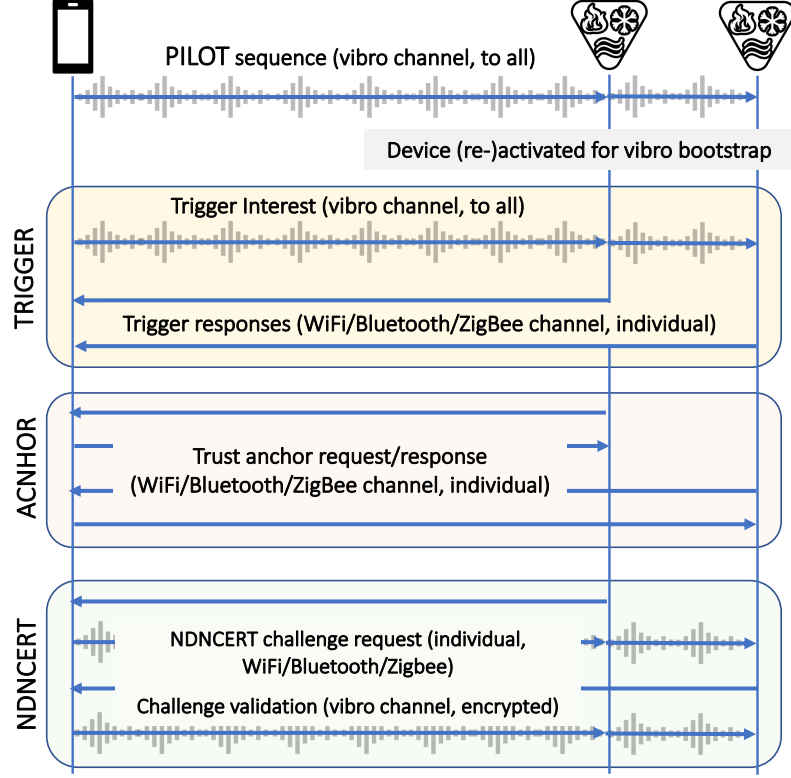 PILOT sequence (vibro channel, to all)
Device (re-)activated for vibro bootstrap
TRIGGER
Trigger Interest (vibro channel, to all)
Trigger responses (WiFi/Bluetooth/ZigBee channel, individual)
ACNHOR
Trust anchor request/response
(WiFi/Bluetooth/ZigBee channel, individual)
NDNCERT
NDNCERT challenge request (individual,
WiFi/Bluetooth/Zigbee)
Challenge validation (vibro channel, encrypted)